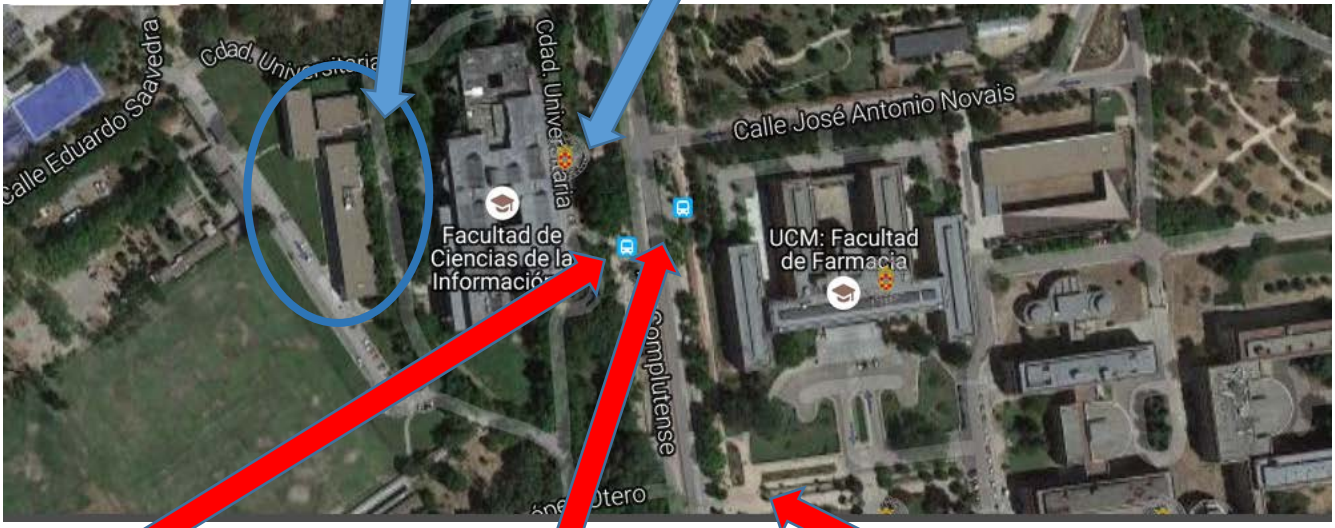 Calle Eduardo Saavedra
Cdad. Universitaria
Cdad. Universitaria
Calle José Antonio Novais
Facultad de
Ciencias de la
Información
UCM: Facultad
de Farmacia
Complutense
Otero